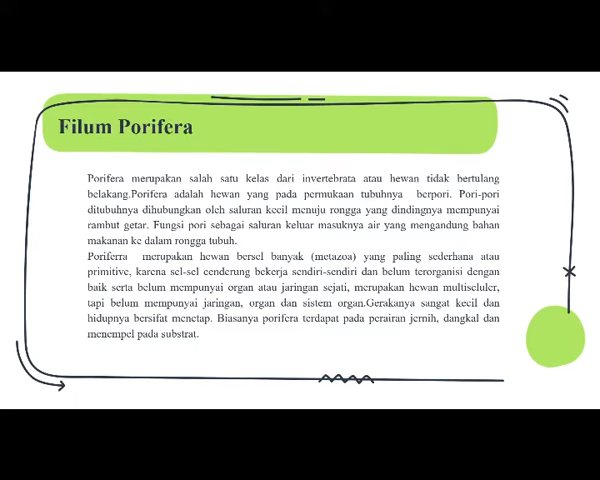 Filum Porifera
Porifera merupakan salah satu kelas dari invertebrata atau hewan tidak bertulang
belakang.Porifera adalah hewan yang pada permukaan tubuhnya berpori. Pori-pori
ditubuhnya dihubungkan oleh saluran kecil menuju rongga yang dindingnya mempunyai
rambut getar. Fungsi pori sebagai saluran keluar masuknya air yang mengandung bahan
makanan ke dalam rongga tubuh.
Poriferra merupakan hewan bersel banyak (metazoa) yang paling sederhana atau
primitive, karena sel-sel cenderung bekerja sendiri-sendiri dan belum terorganisi dengan
baik serta belum mempunyai organ atau jaringan sejati, merupakan hewan multiseluler,
tapi belum mempunyai jaringan, organ dan sistem organ.Gerakanya sangat kecil dan
hidupnya bersifat menetap. Biasanya porifera terdapat pada perairan jernih, dangkal dan
menempel pada substrat.